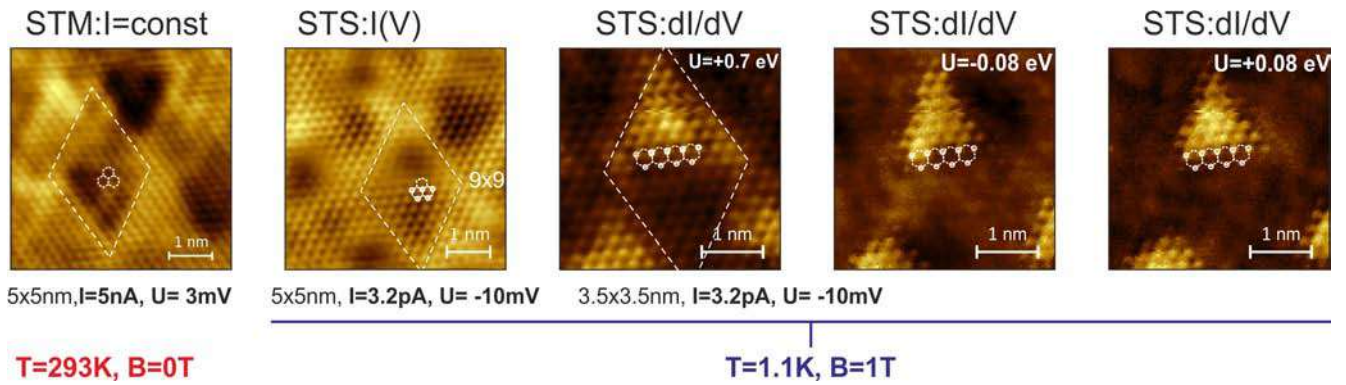 STM:I=const
STS:I(V)
STS:dI/dV
STS:dI/dV
STS:dI/dV
U=+0.7 eV
U=-0.08 eV
U=+0.08 eV
9x9
1 nm
1 nm
1 nm
1 nm
1 nm
5x5nm,I=5nA, U= 3mV
5x5nm, I=3.2pA, U= -10mV
3.5x3.5nm, I=3.2pA, U= -10mV
T=293K, B=0T
T=1.1K, B=1T